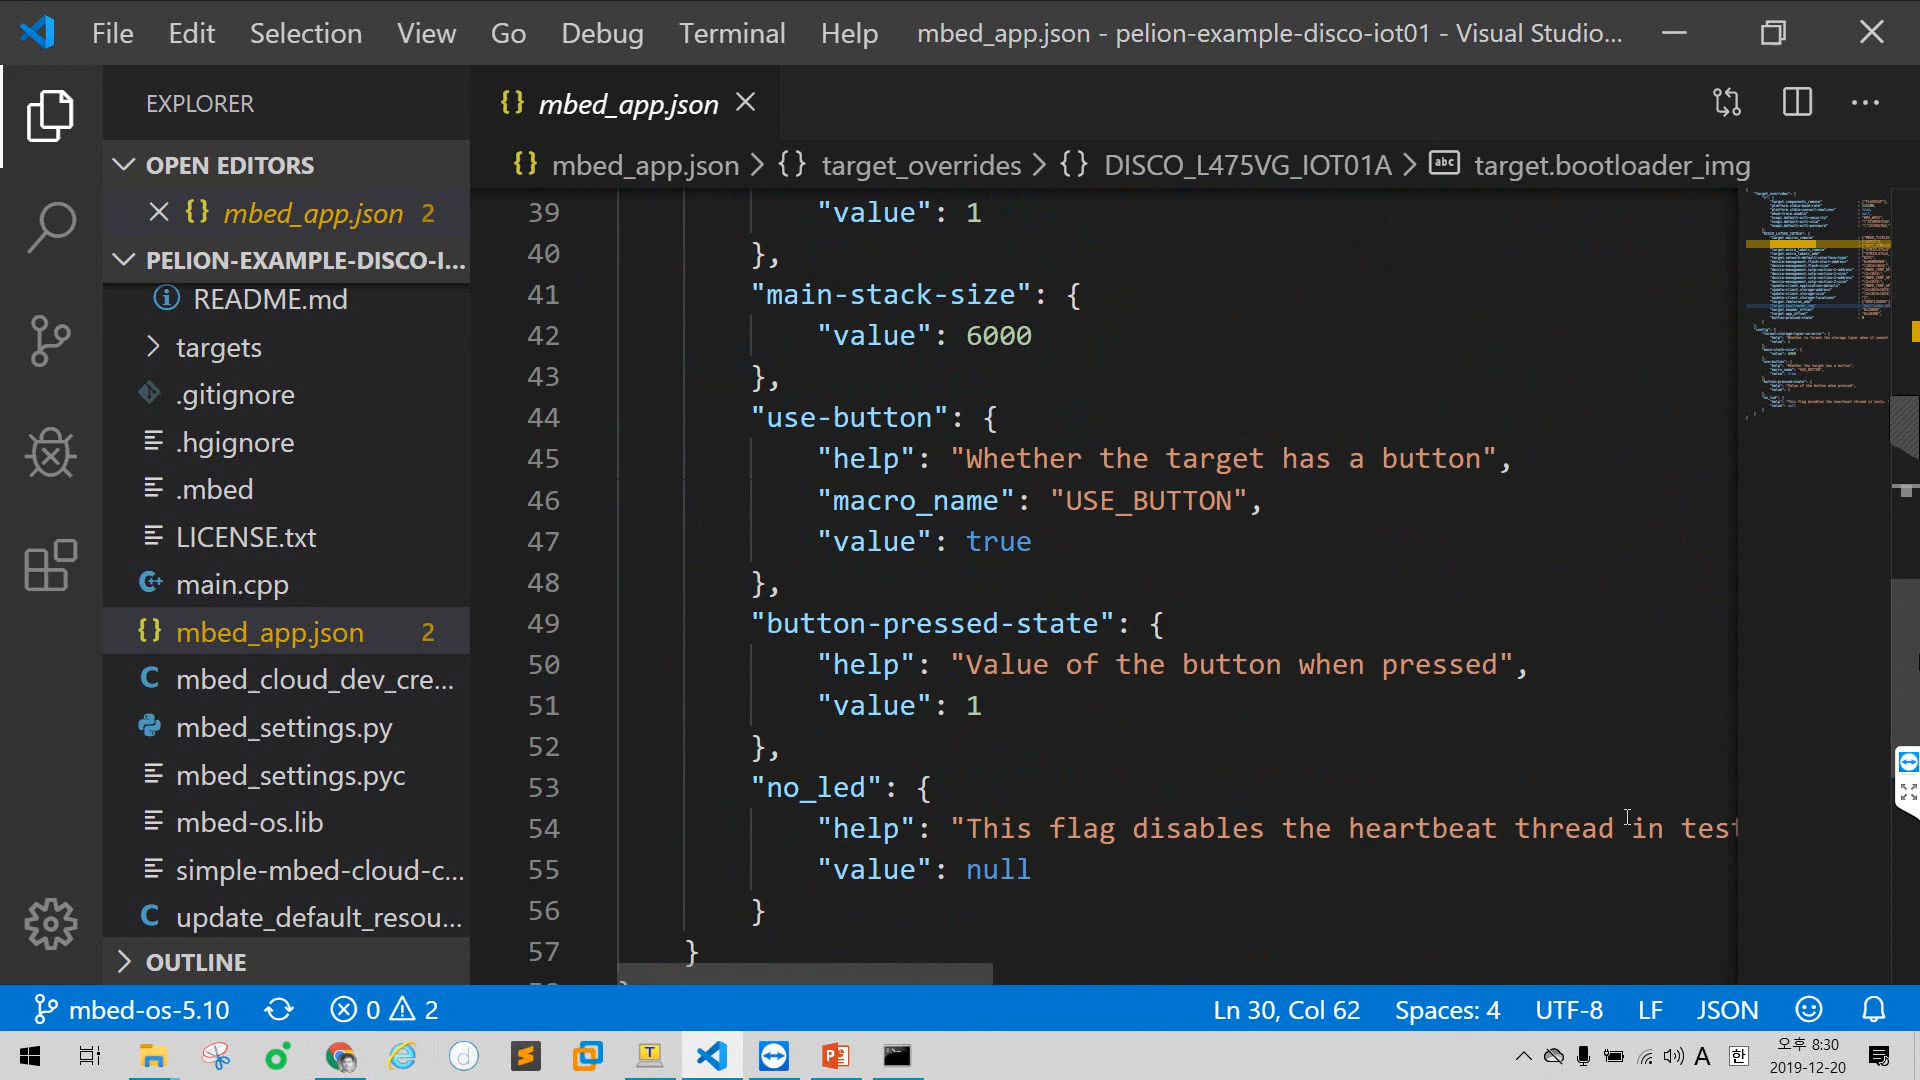 File Edit Selection View Go Debug Terminal Help mbed_app.json - pelion-example-disco-iot01 - Visual Studio...
EXPLORER
OPEN EDITORS
{} mbed_app.json 2
PELION-EXAMPLE-DISCO-I...
README.md
targets
.gitignore
.hgignore
.mbed
LICENSE.txt
main.cpp
{} mbed_app.json 2
C mbed_cloud_dev_cre...
mbed_settings.py
mbed_settings.pyc
mbed-os.lib
simple-mbed-cloud-c...
C update_default_resou...
OUTLINE
{} mbed_app.json
{} mbed_app.json > {} target_overrides > {} DISCO_L475VG_IOT01A > abc target.bootloader_img
39 "value": 1
40 },
41 "main-stack-size": {
42 "value": 6000
43 },
44 "use-button": {
45 "help": "Whether the target has a button",
46 "macro_name": "USE_BUTTON",
47 "value": true
48 },
49 "button-pressed-state": {
50 "help": "Value of the button when pressed",
51 "value": 1
52 },
53 "no_led": {
54 "help": "This flag disables the heartbeat thread in test
55 "value": null
56 }
57 }
mbed-os-5.10 0 2 Ln 30, Col 62 Spaces: 4 UTF-8 LF JSON
A 한 오후 8:30
2019-12-20